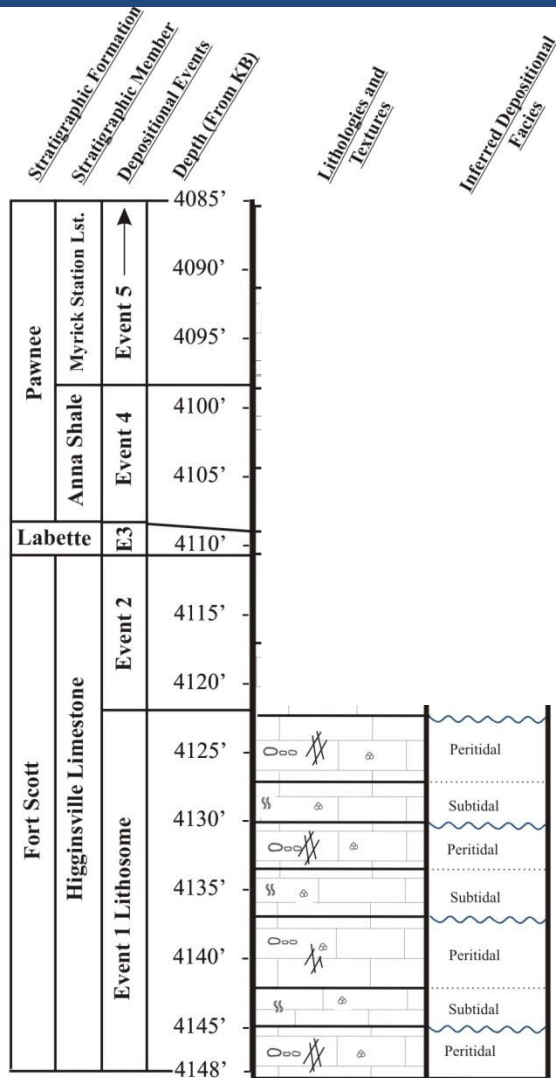 Stratigraphic Formation
Stratigraphic Member
Depositional Events
Depth (From KB)
Lithologies and
Textures
Inferred Depositional
Facies
Pawnee
Myrick Station Lst.
Event 5
Anna Shale
Event 4
Labette
E3
Fort Scott
Higginsville Limestone
Event 2
Event 1 Lithosome
4085’
4090’
4095’
4100’
4105’
4110’
4115’
4120’
4125’
4130’
4135’
4140’
4145’
4148’
Peritidal
Subtidal
Peritidal
Subtidal
Peritidal
Subtidal
Peritidal